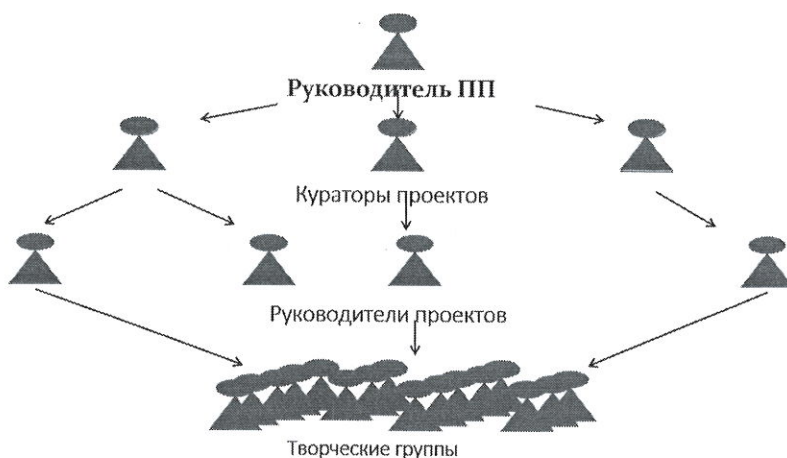 Руководитель ПП
Кураторы проектов
Руководители проектов
Творческие группы